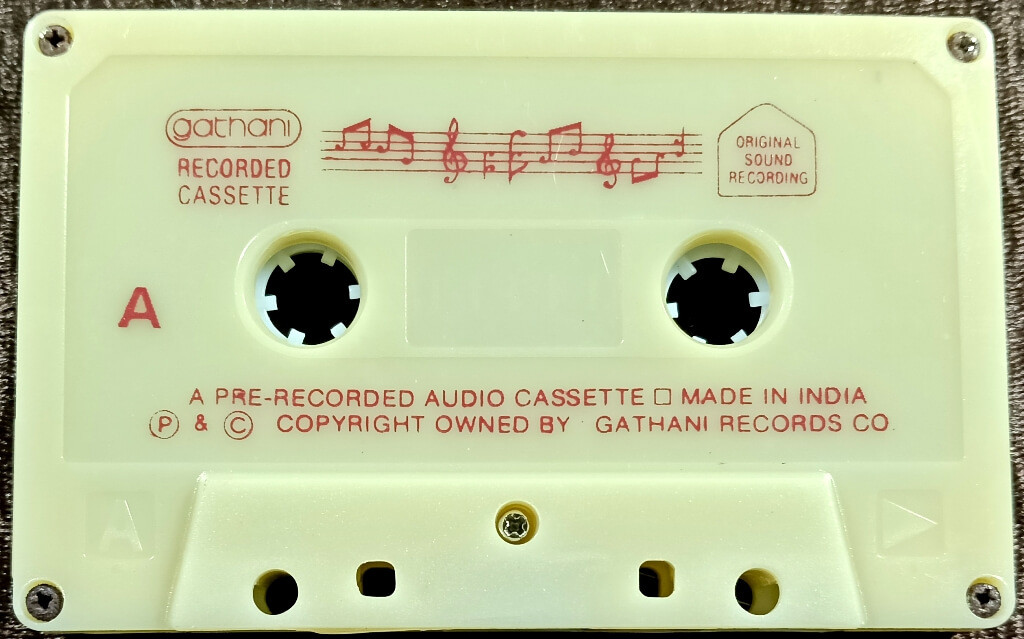 gathani
RECORDED
CASSETTE
ORIGINAL
SOUND
RECORDING
A
A PRE-RECORDED AUDIO CASSETTE □ MADE IN INDIA
Ⓟ & Ⓒ COPYRIGHT OWNED BY GATHANI RECORDS CO.
A